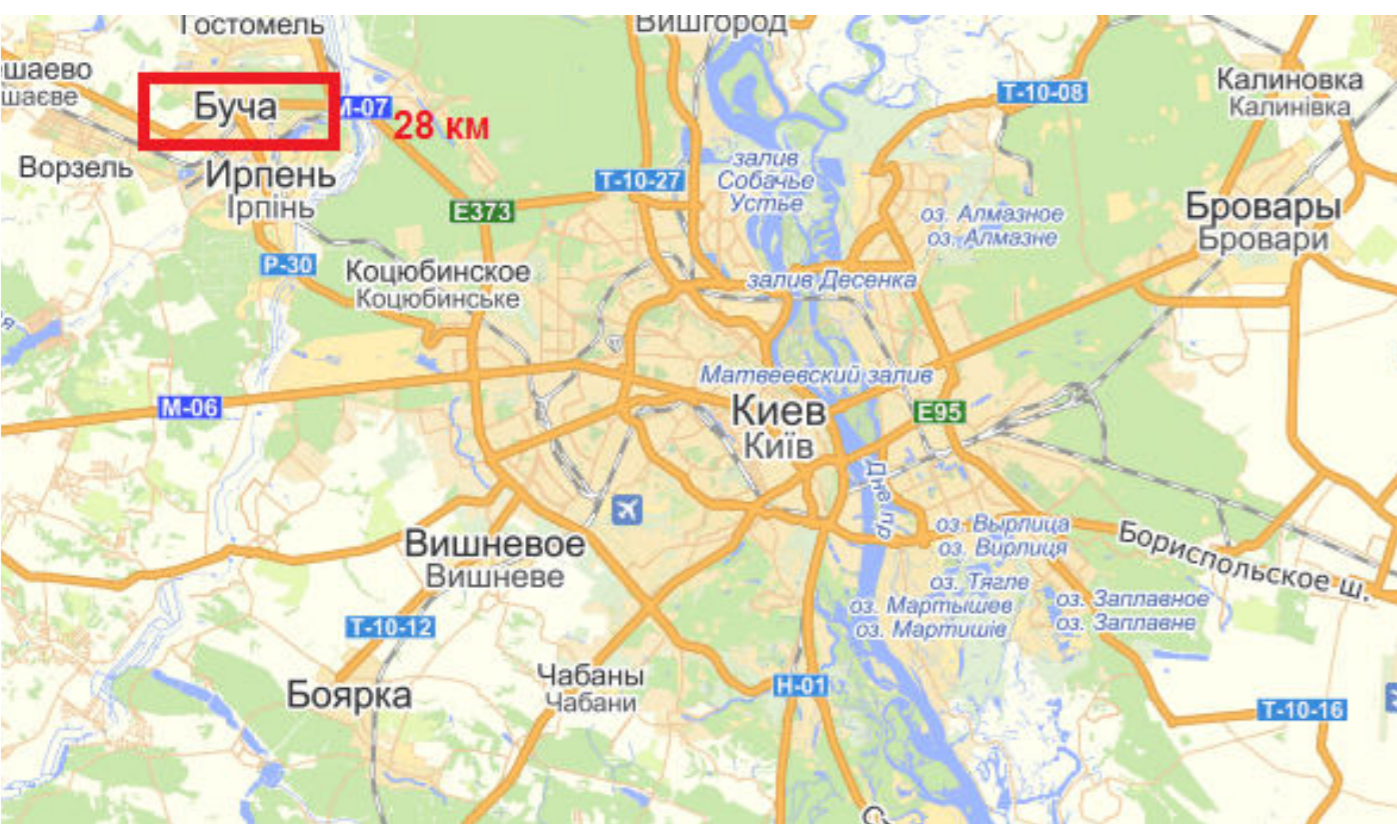 Гостомель
Вишгород
шаево
шаєве
Буча
М-07
28 км
Т-10-08
Калиновка
Калинівка
Ворзель
Ирпень
Ірпінь
Т-10-27
залив
Собачье
Устье
E373
оз. Алмазное
оз. Алмазне
Бровары
Бровари
Р-30
Коцюбинское
Коцюбинське
залив Десенка
Матвеевский залив
М-06
Киев
Київ
E95
Днепр
Вишневое
Вишневе
оз. Вырлица
оз. Вирлиця
Бориспольское ш.
оз. Тягле
оз. Мартышев
оз. Мартишів
оз. Заплавное
оз. Заплавне
Т-10-12
Боярка
Чабаны
Чабани
Н-01
Т-10-16